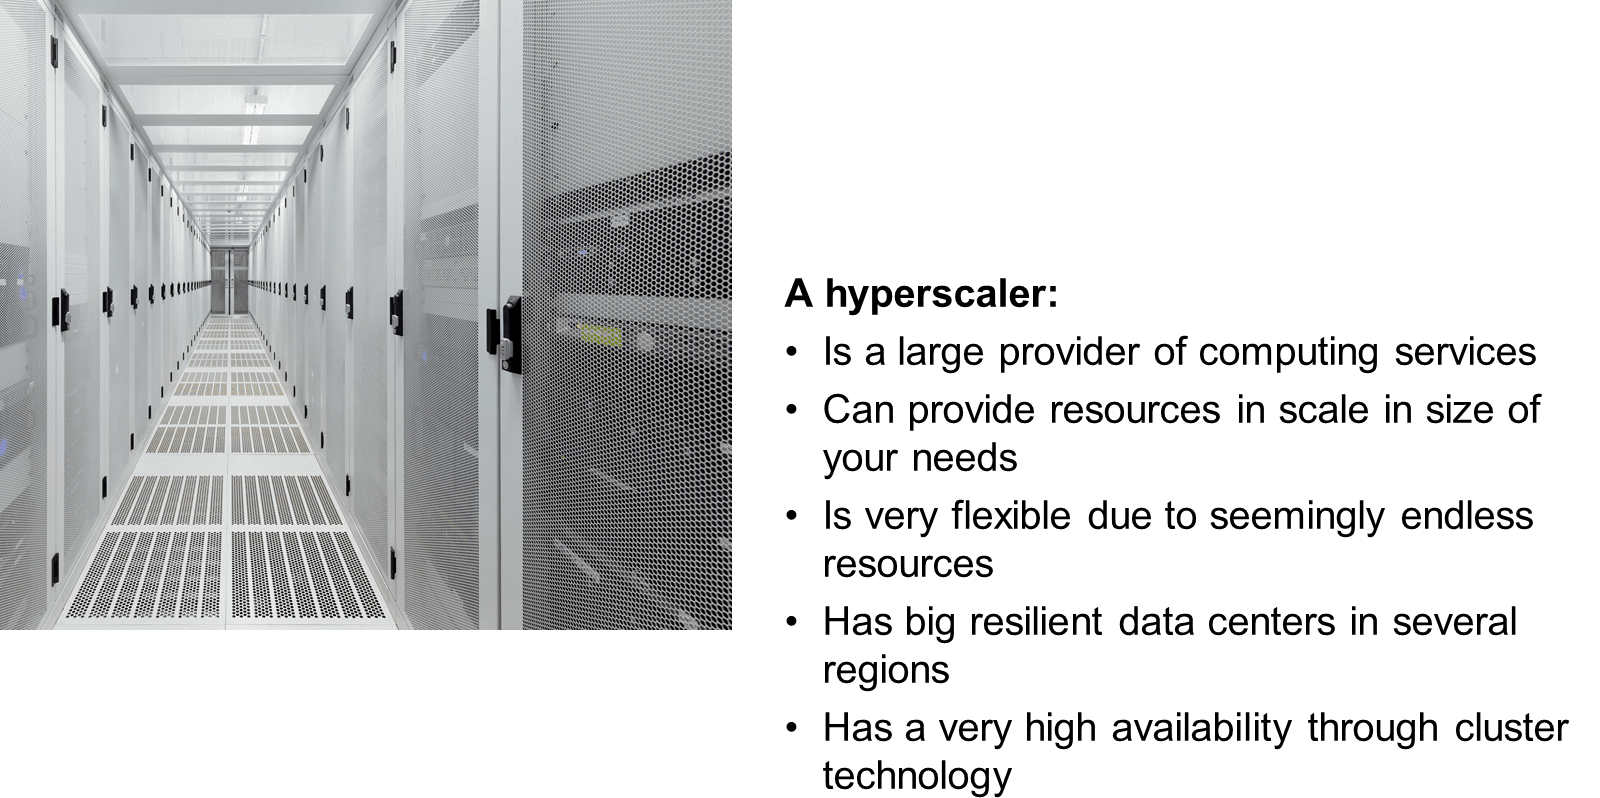 A hyperscaler:
• Is a large provider of computing services
• Can provide resources in scale in size of
your needs
• Is very flexible due to seemingly endless
resources
• Has big resilient data centers in several
regions
• Has a very high availability through cluster
technology